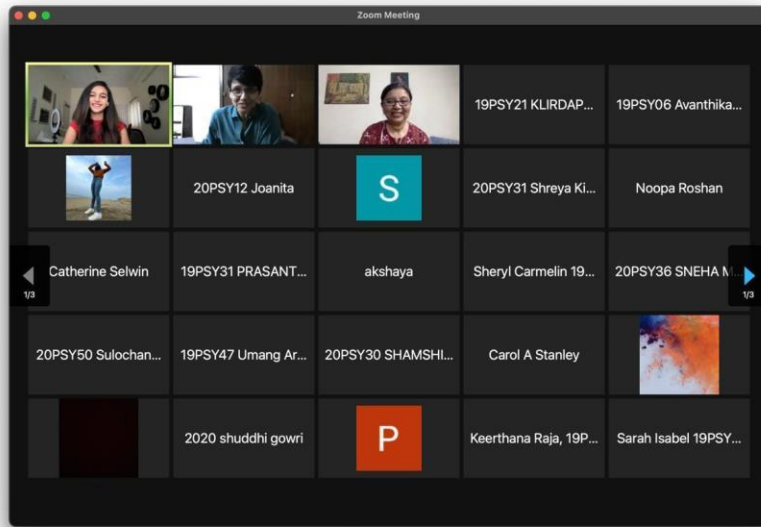 Zoom Meeting
19PSY21 KLIRDAP...
19PSY06 Avanthika...
20PSY12 Joanita
S
20PSY31 Shreya Ki...
Noopa Roshan
Catherine Selwin
19PSY31 PRASANT...
akshaya
Sheryl Carmelin 19...
20PSY36 SNEHA M...
1/3
1/3
20PSY50 Sulochan...
19PSY47 Umang Ar...
20PSY30 SHAMSHI...
Carol A Stanley
2020 shuddhi gowri
P
Keerthana Raja, 19P...
Sarah Isabel 19PSY...